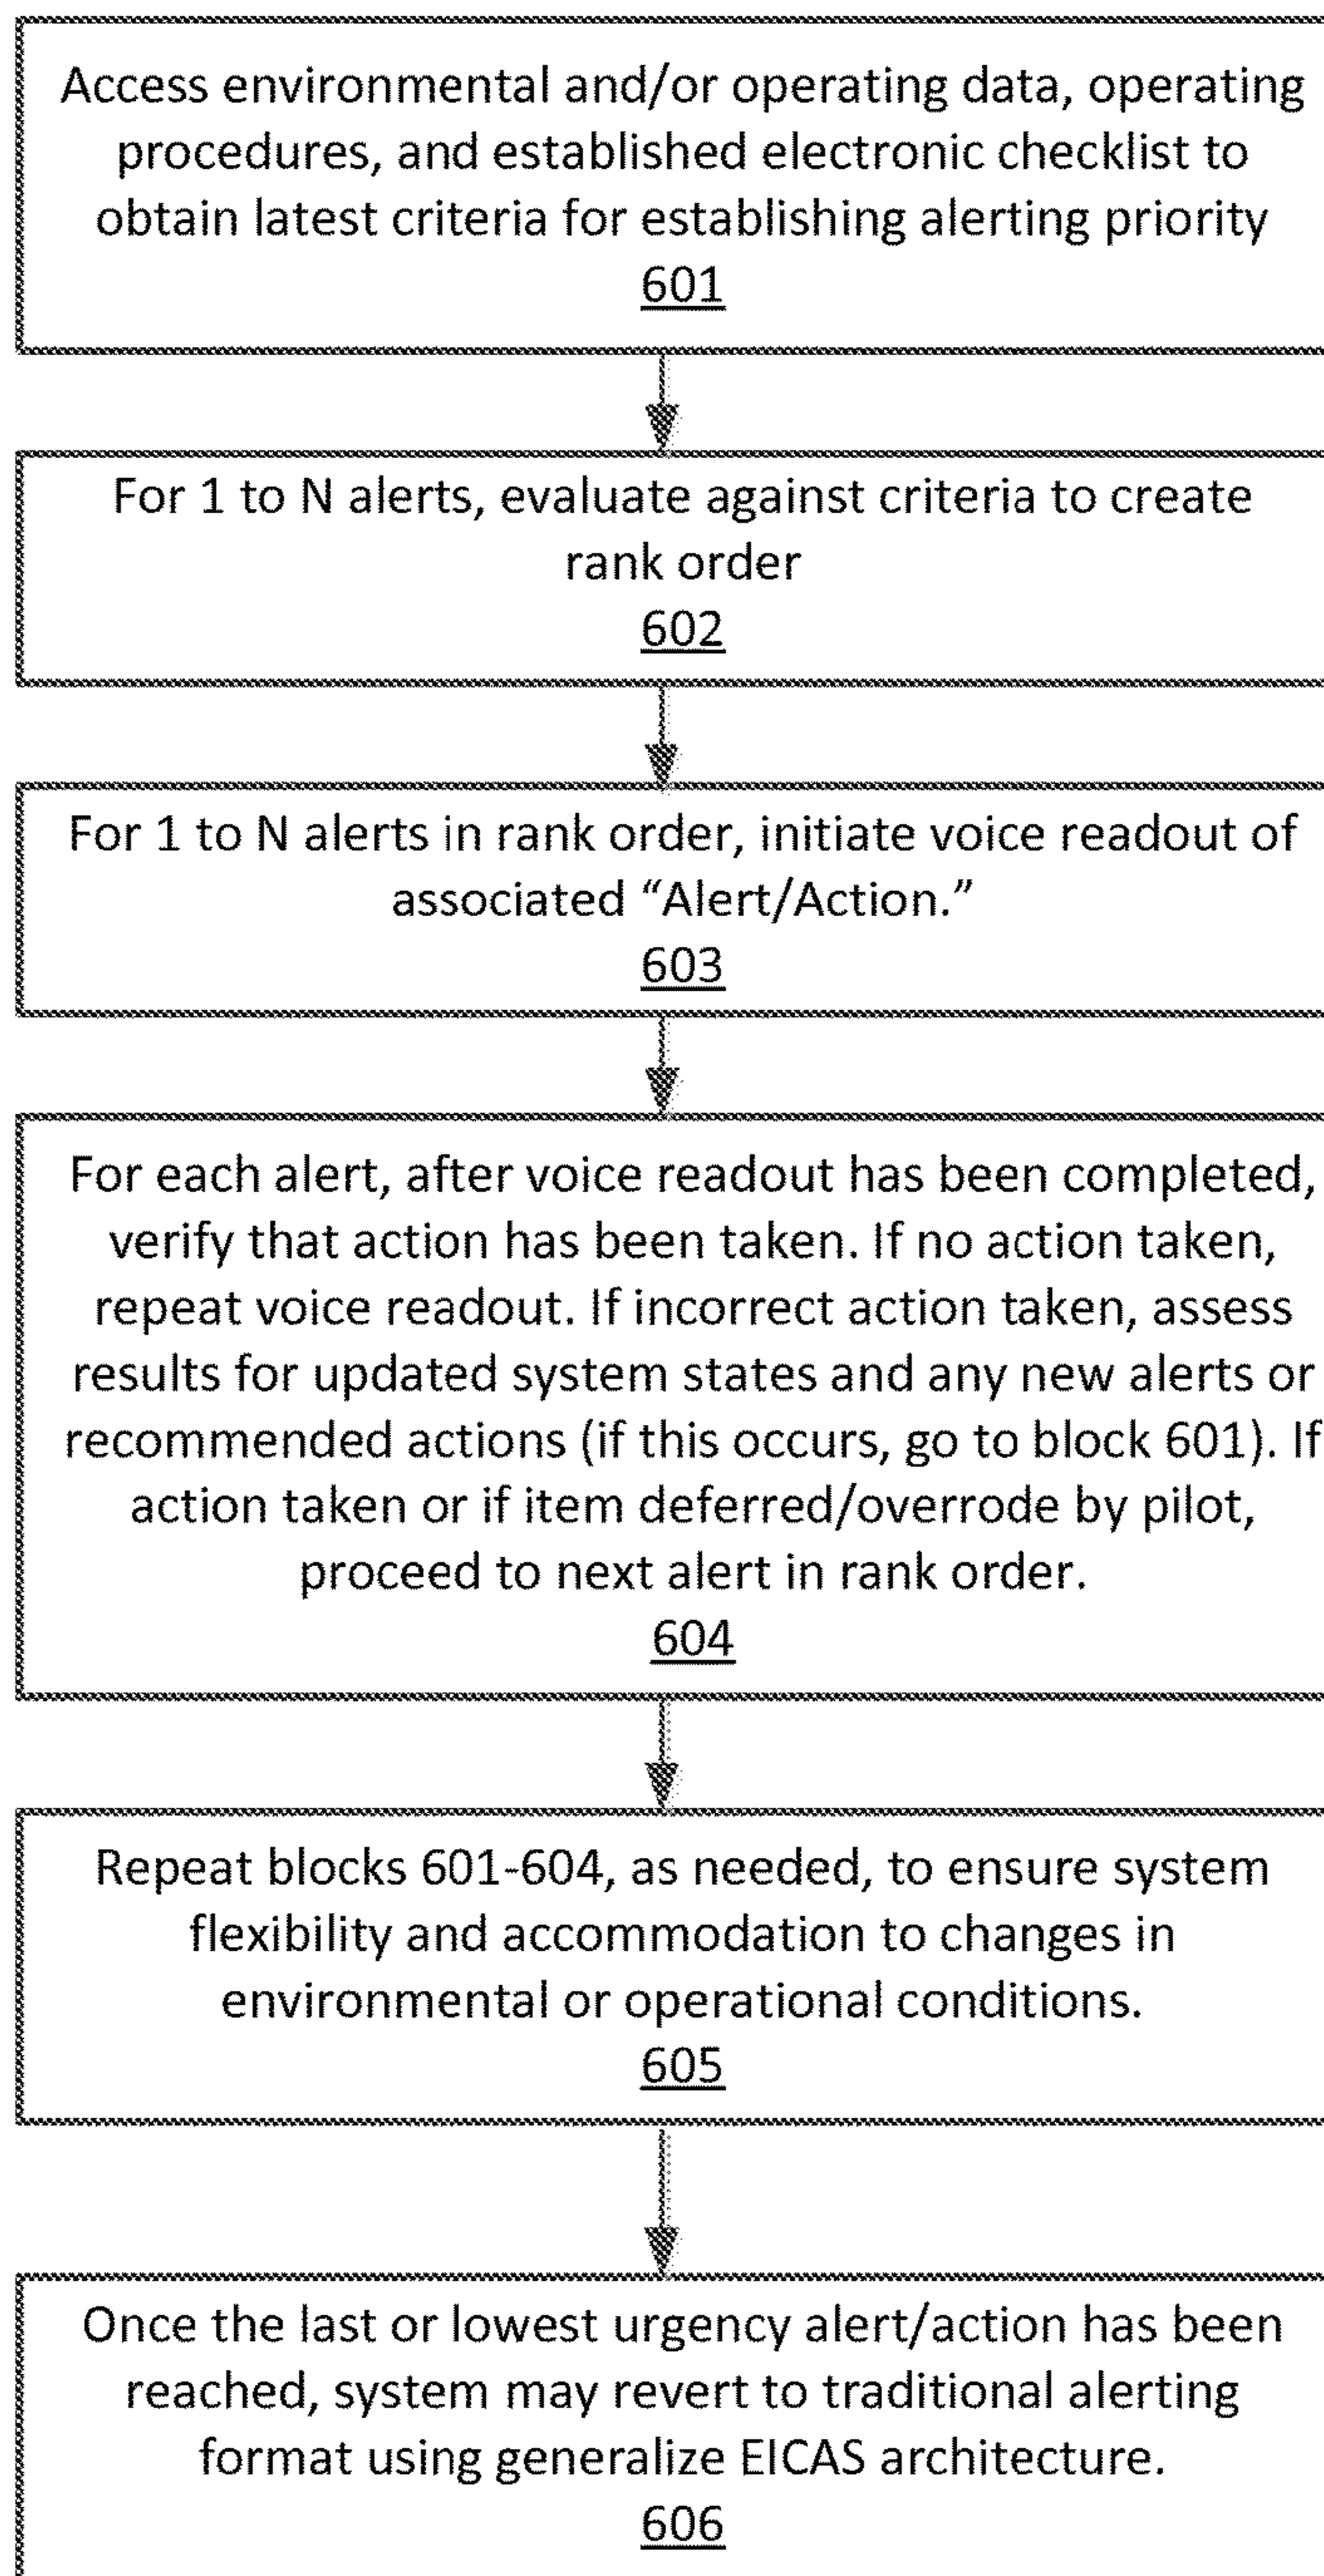 Access environmental and/or operating data, operating
procedures, and established electronic checklist to
obtain latest criteria for establishing alerting priority
601
For 1 to N alerts, evaluate against criteria to create
rank order
602
For 1 to N alerts in rank order, initiate voice readout of
associated “Alert/Action.”
603
For each alert, after voice readout has been completed,
verify that action has been taken. If no action taken,
repeat voice readout. If incorrect action taken, assess
results for updated system states and any new alerts or
recommended actions (if this occurs, go to block 601). If
action taken or if item deferred/overrode by pilot,
proceed to next alert in rank order.
604
Repeat blocks 601-604, as needed, to ensure system
flexibility and accommodation to changes in
environmental or operational conditions.
605
Once the last or lowest urgency alert/action has been
reached, system may revert to traditional alerting
format using generalize EICAS architecture.
606